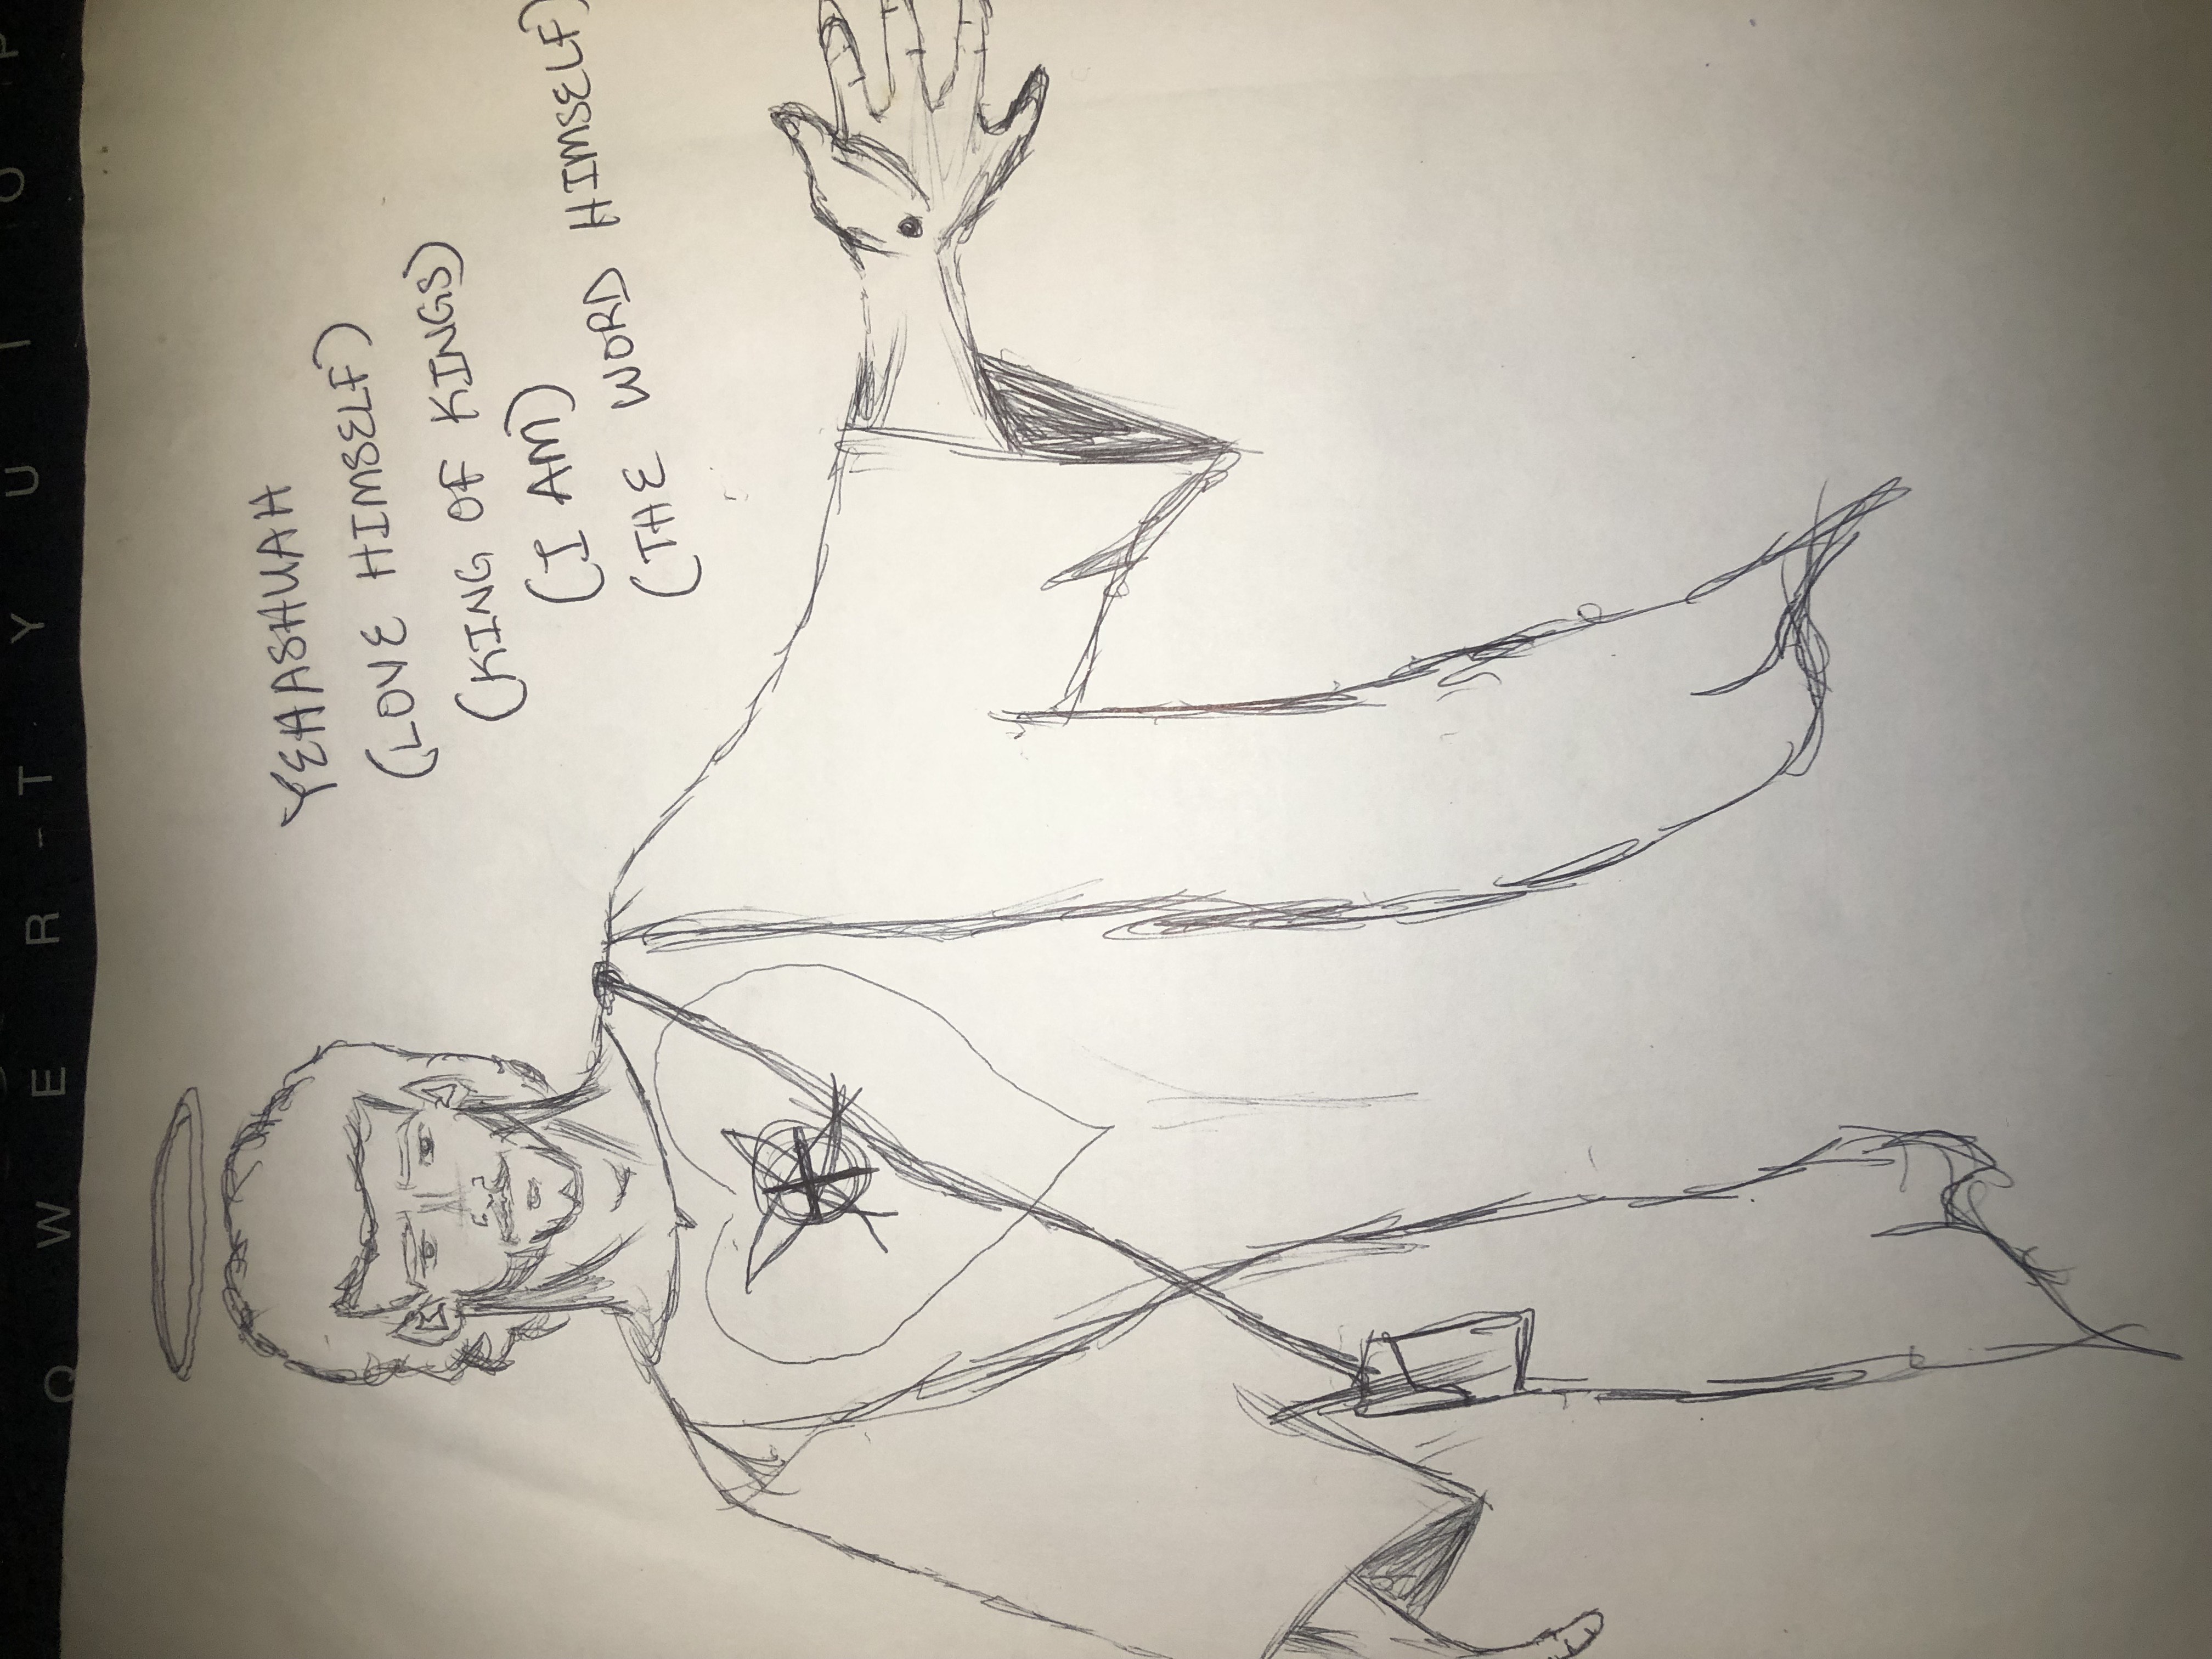 Q W E R - T Y U I O P
YEHASHUAH
(LOVE HIMSELF)
(KING OF KINGS)
(I AM)
(THE WORD HIMSELF)